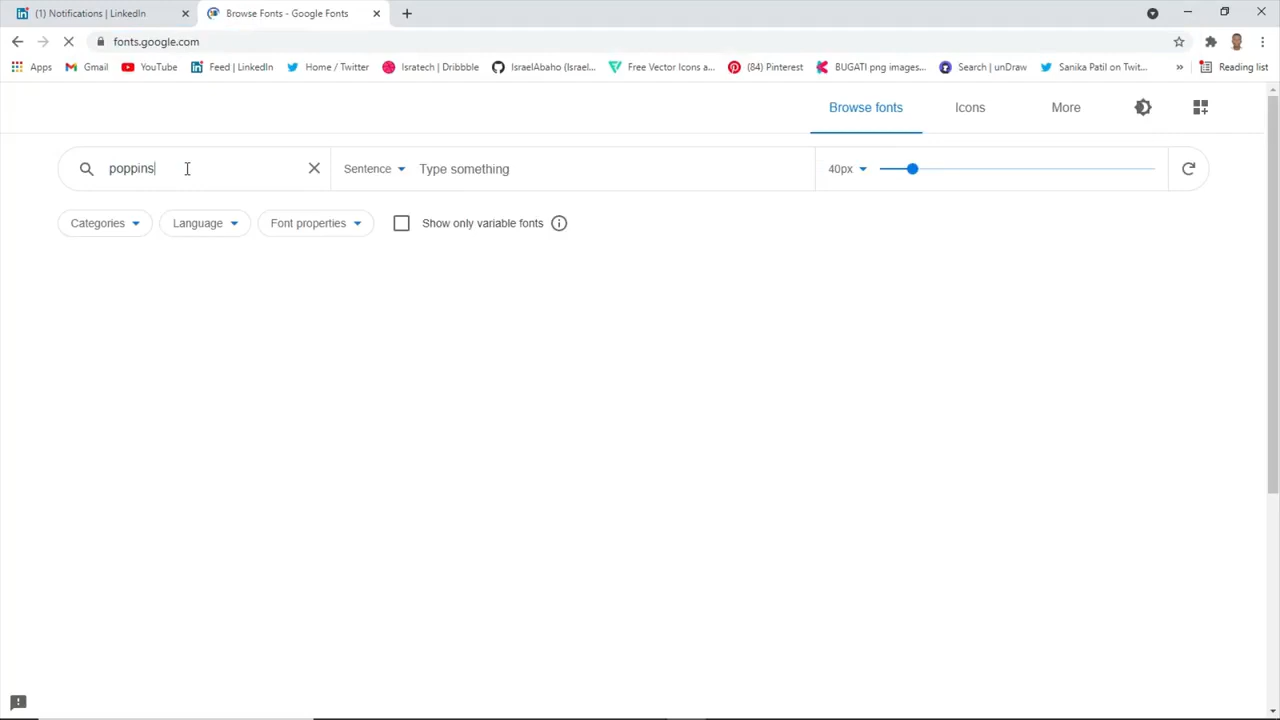 (1) Notifications | LinkedIn
Browse Fonts - Google Fonts
fonts.google.com
Apps Gmail YouTube Feed | LinkedIn Home / Twitter Isratech | Dribbble IsraelAbaho (Israel... Free Vector Icons a... (84) Pinterest BUGATI png images,... Search | unDraw Sanika Patil on Twit... » Reading list
Browse fonts Icons More
poppins Sentence Type something 40px
Categories Language Font properties Show only variable fonts